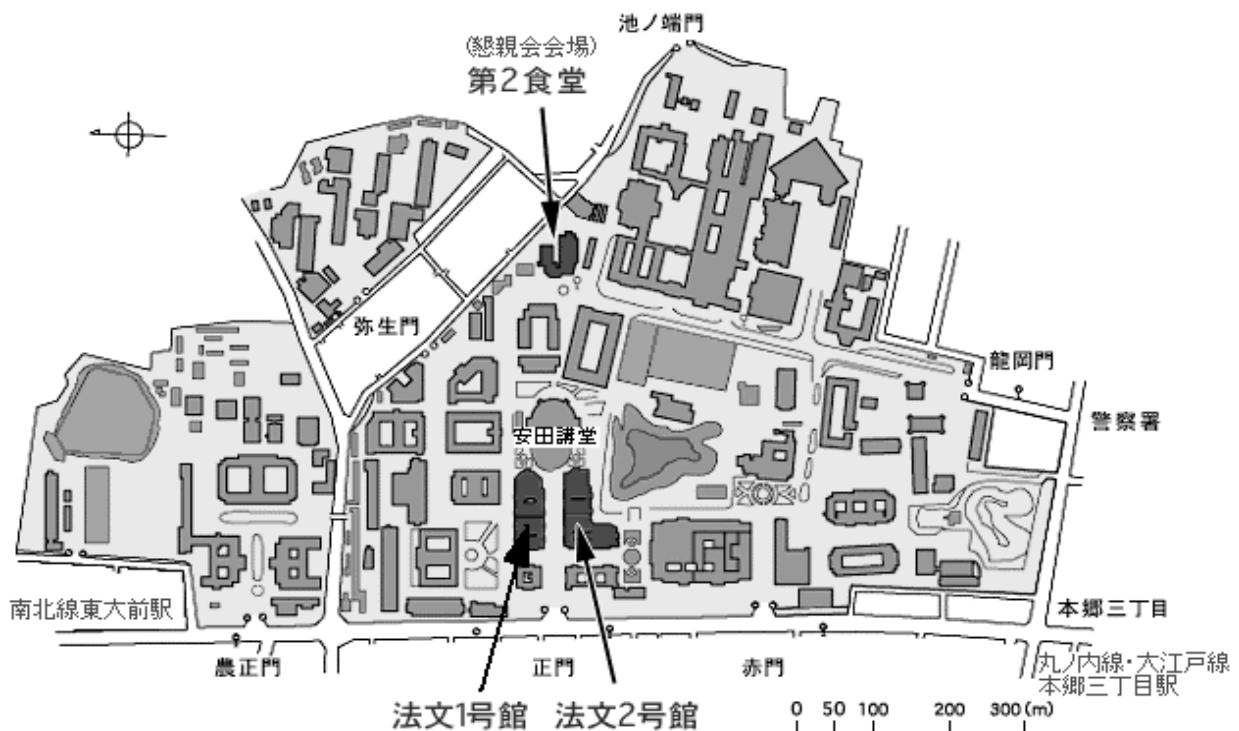 池ノ端門
(懇親会会場)
第2食堂
弥生門
龍岡門
警察署
安田講堂
南北線東大前駅
本郷三丁目
農正門
正門
赤門
丸ノ内線・大江戸線
本郷三丁目駅
法文1号館
法文2号館
0 50 100 200 300(m)